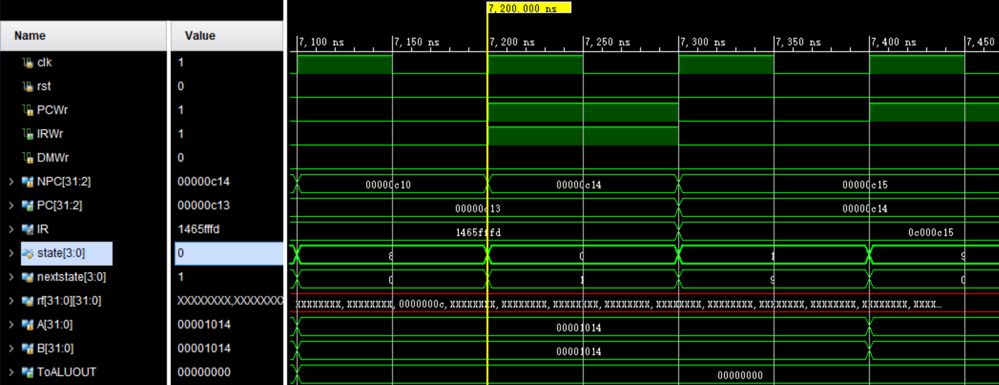 7,200.000 ns
Name Value
7,100 ns 7,150 ns 7,200 ns 7,250 ns 7,300 ns 7,350 ns 7,400 ns 7,450
clk 1
rst 0
PCWr 1
IRWr 1
DMWr 0
NPC[31:2] 00000c14 00000c10 00000c14 00000c15
PC[31:2] 00000c13 00000c13 00000c14
IR 1465fffd 1465fffd 0c000c15
state[3:0] 0 8 0 1 9
nextstate[3:0] 1 0 1 9 0
rf[31:0][31:0] XXXXXXXX,XXXXXXXX XXXXXXXX, XXXXXXXX, 0000000c, XXXXXXXX, XXXXXXXX, XXXXXXXX, XXXXXXXX, XXXXXXXX, XXXXXXXX, XXXXXXXX, XXXXXXXX, XXXX...
A[31:0] 00001014 00001014
B[31:0] 00001014 00001014
ToALUOUT 00000000 00000000